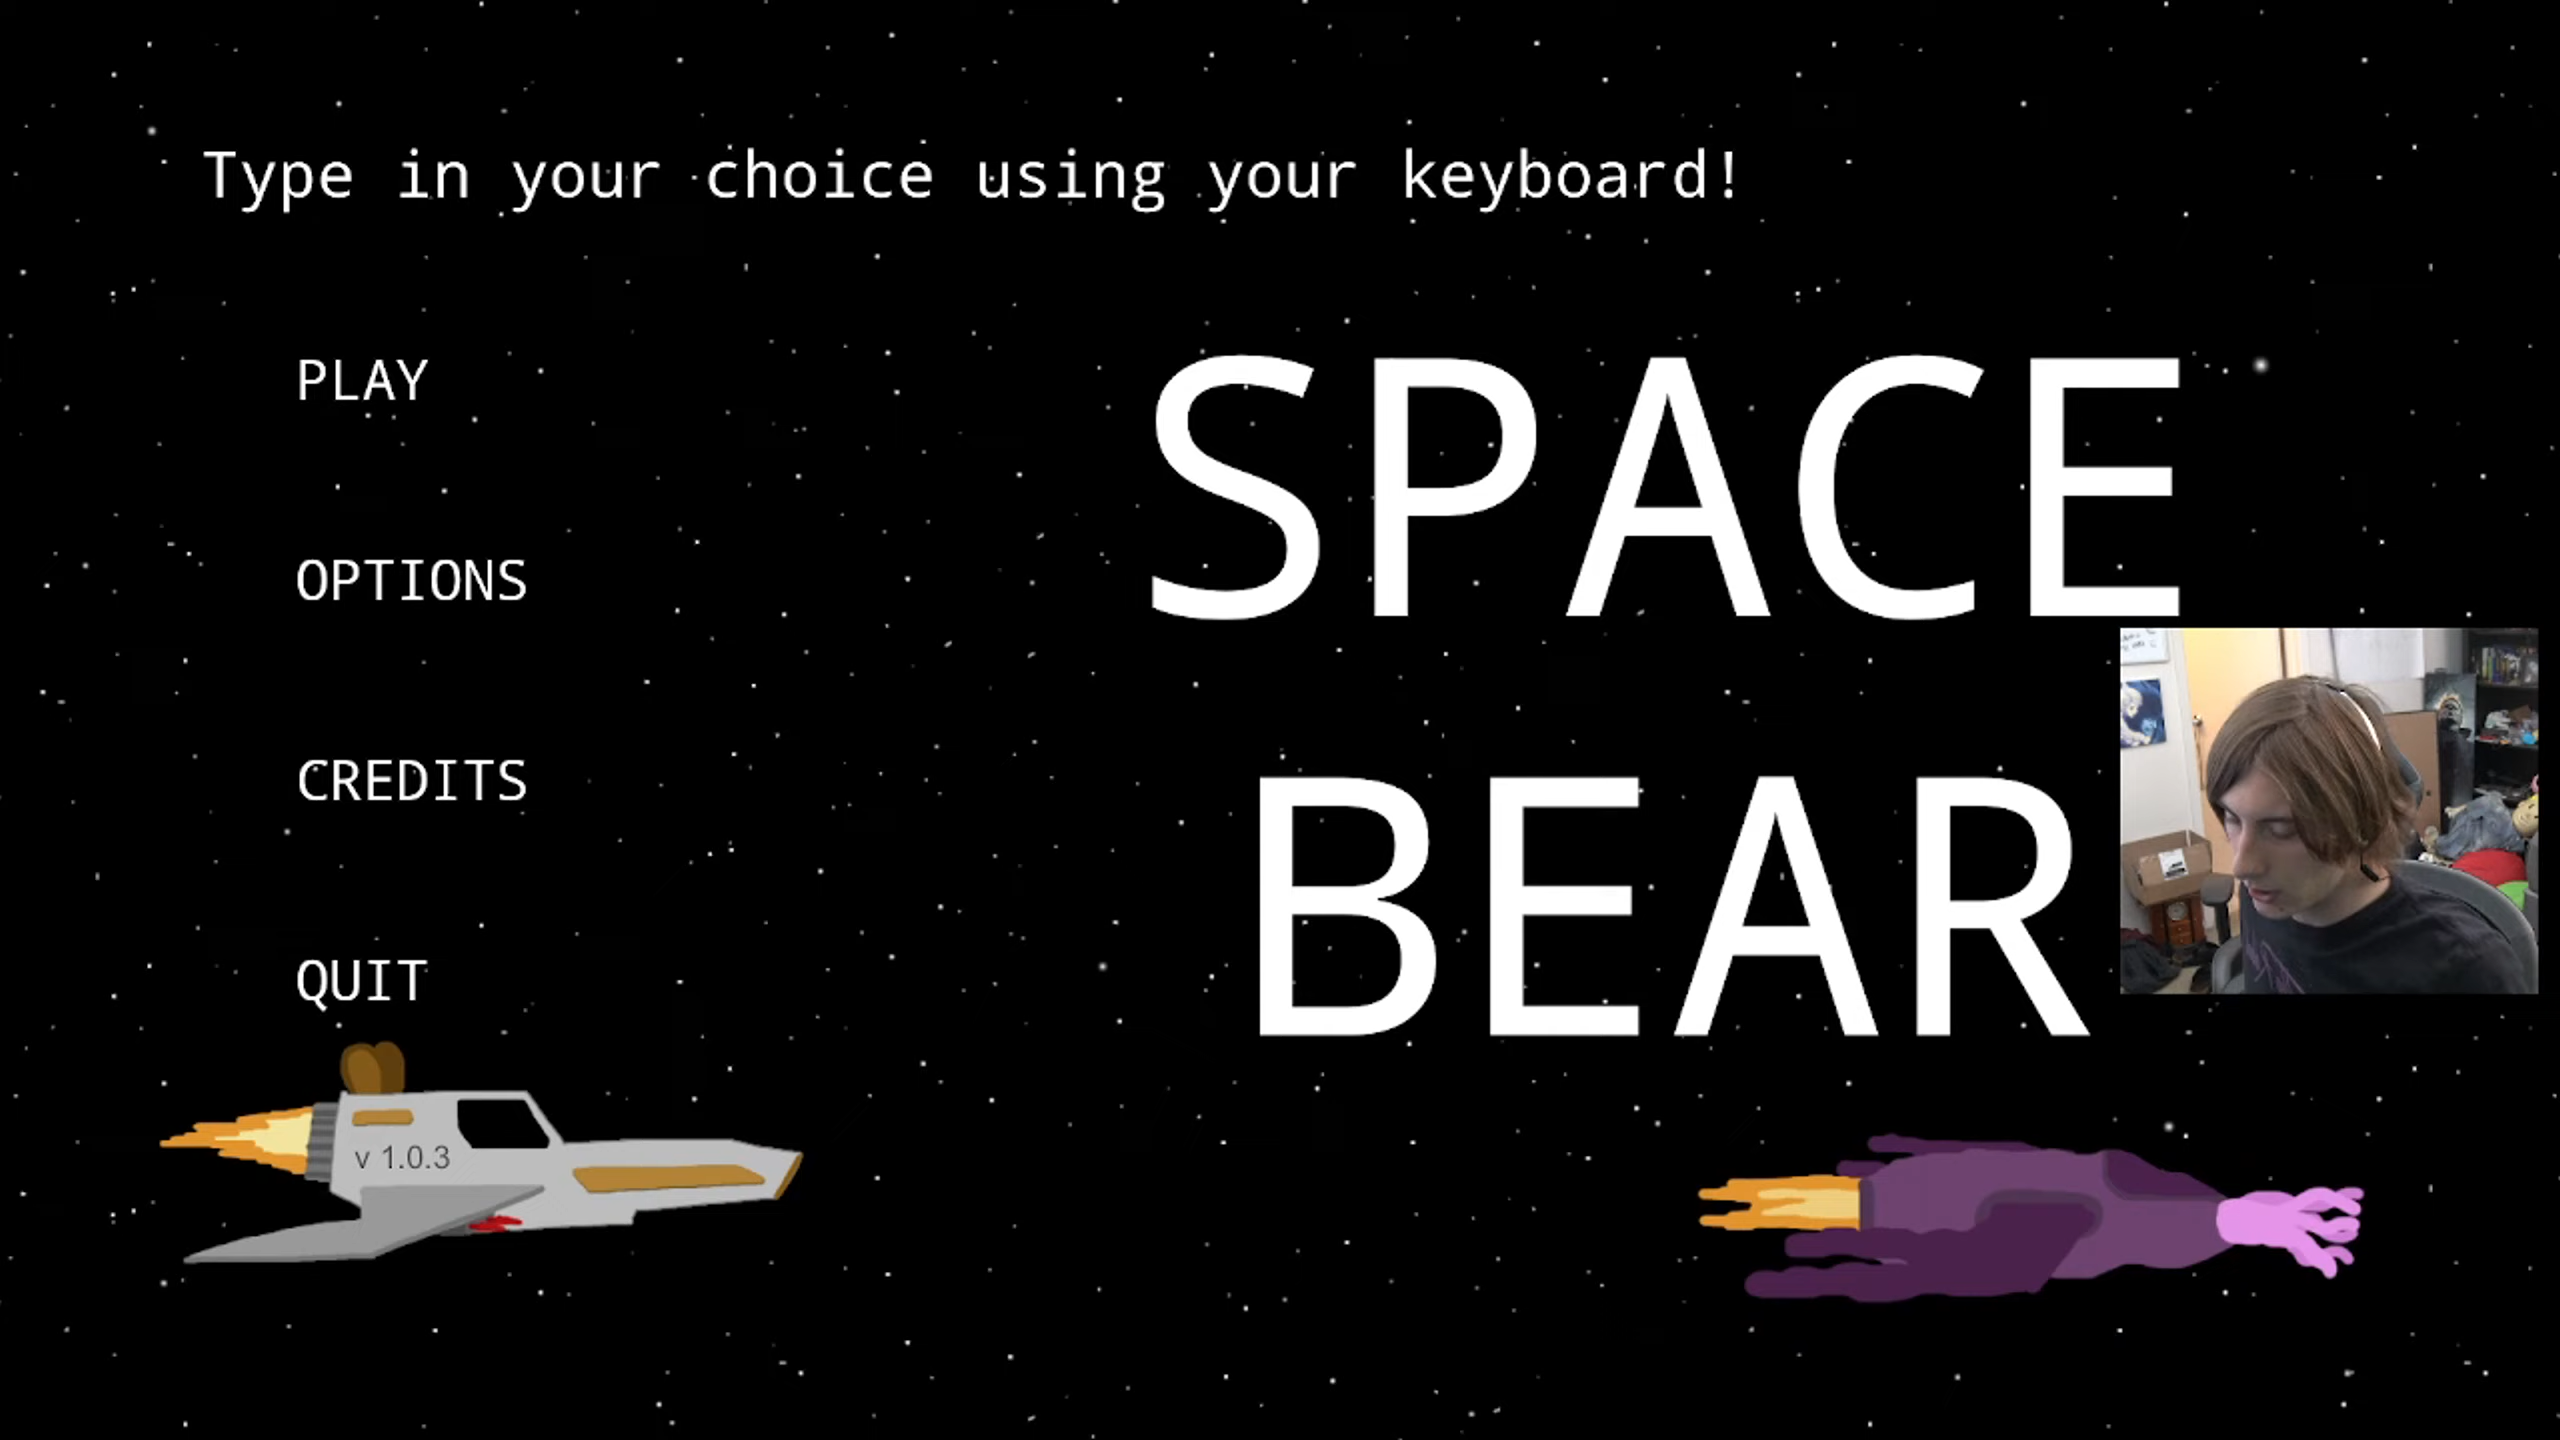 Type in your choice using your keyboard!
PLAY
OPTIONS
CREDITS
QUIT
SPACE
BEAR
v 1.0.3